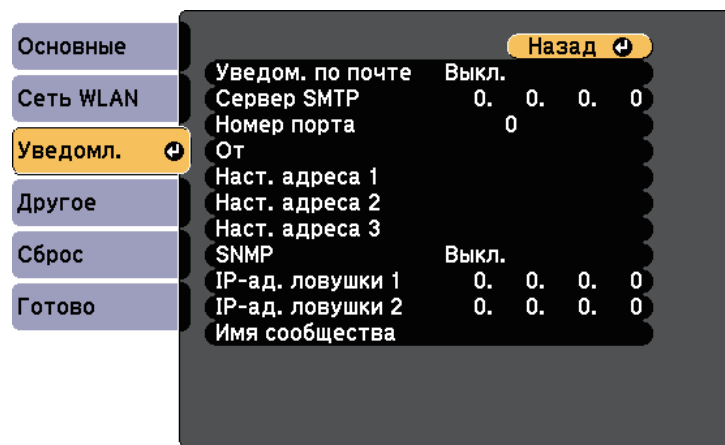 Основные
Сеть WLAN
Уведомл.
Другое
Сброс
Готово
Назад
Уведом. по почте Выкл.
Сервер SMTP 0. 0. 0. 0
Номер порта 0
От
Наст. адреса 1
Наст. адреса 2
Наст. адреса 3
SNMP Выкл.
IP-ад. ловушки 1 0. 0. 0. 0
IP-ад. ловушки 2 0. 0. 0. 0
Имя сообщества